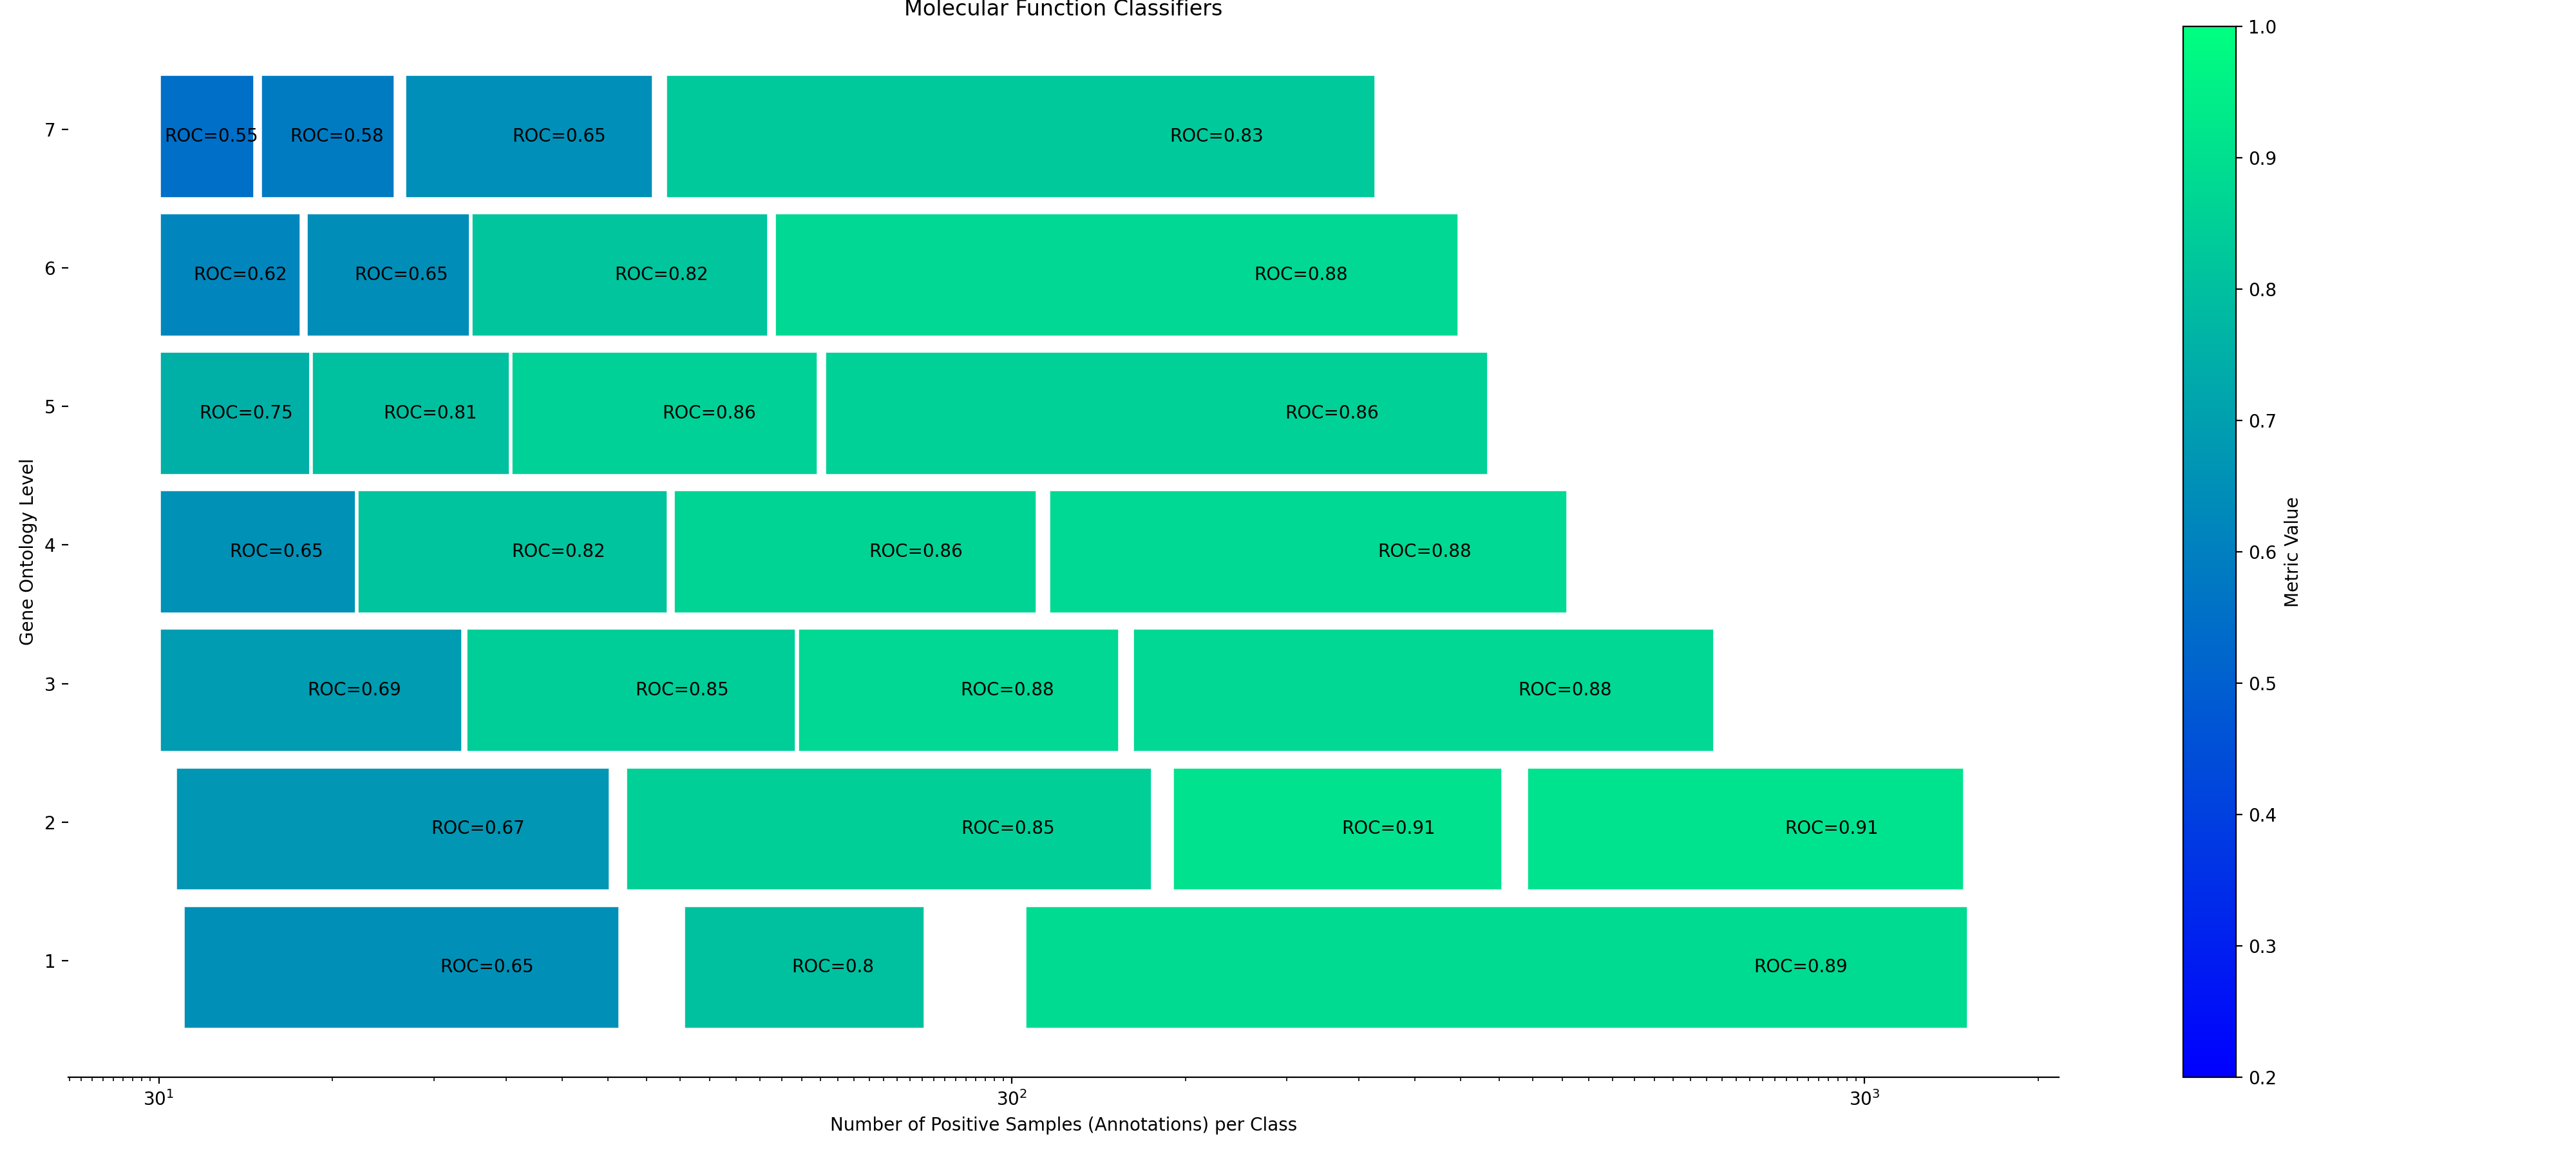 Molecular Function Classifiers
1.0
7
ROC=0.55 ROC=0.58 ROC=0.65 ROC=0.83
0.9
6
ROC=0.62 ROC=0.65 ROC=0.82 ROC=0.88
0.8
5
ROC=0.75 ROC=0.81 ROC=0.86 ROC=0.86
0.7
4
ROC=0.65 ROC=0.82 ROC=0.86 ROC=0.88
0.6
3
ROC=0.69 ROC=0.85 ROC=0.88 ROC=0.88
0.5
2
ROC=0.67 ROC=0.85 ROC=0.91 ROC=0.91
0.4
1
ROC=0.65 ROC=0.8 ROC=0.89
0.3
0.2
Gene Ontology Level
Metric Value
30¹ 30² 30³
Number of Positive Samples (Annotations) per Class